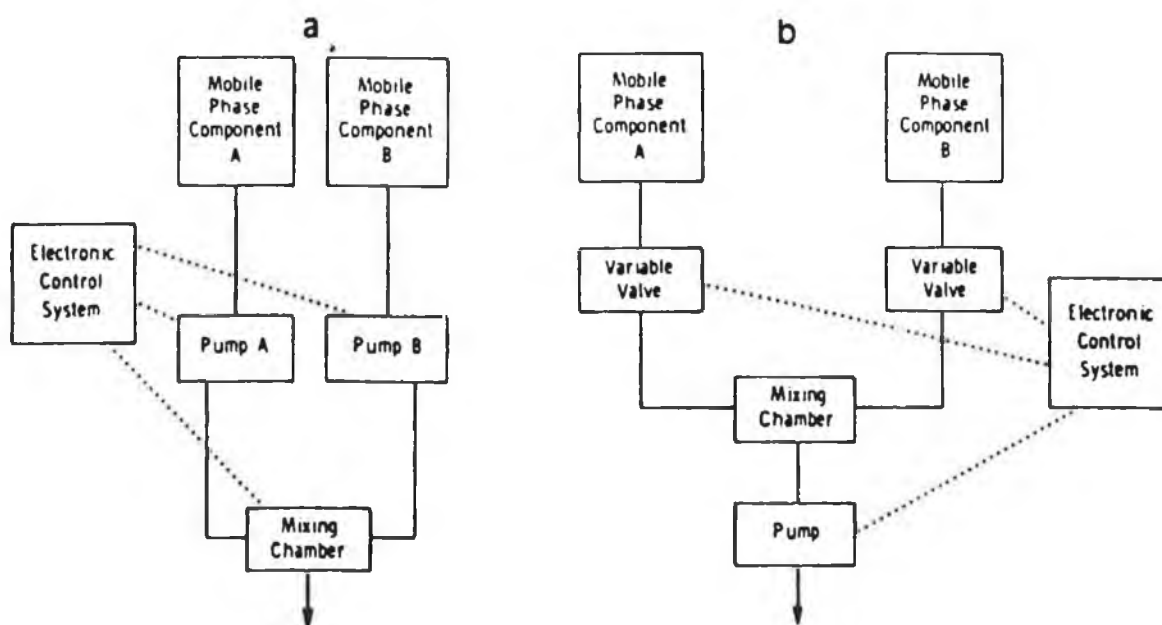 a
Mobile
Phase
Component
A
Mobile
Phase
Component
B
Electronic
Control
System
Pump A
Pump B
Mixing
Chamber
b
Mobile
Phase
Component
A
Mobile
Phase
Component
B
Variable
Valve
Variable
Valve
Electronic
Control
System
Mixing
Chamber
Pump